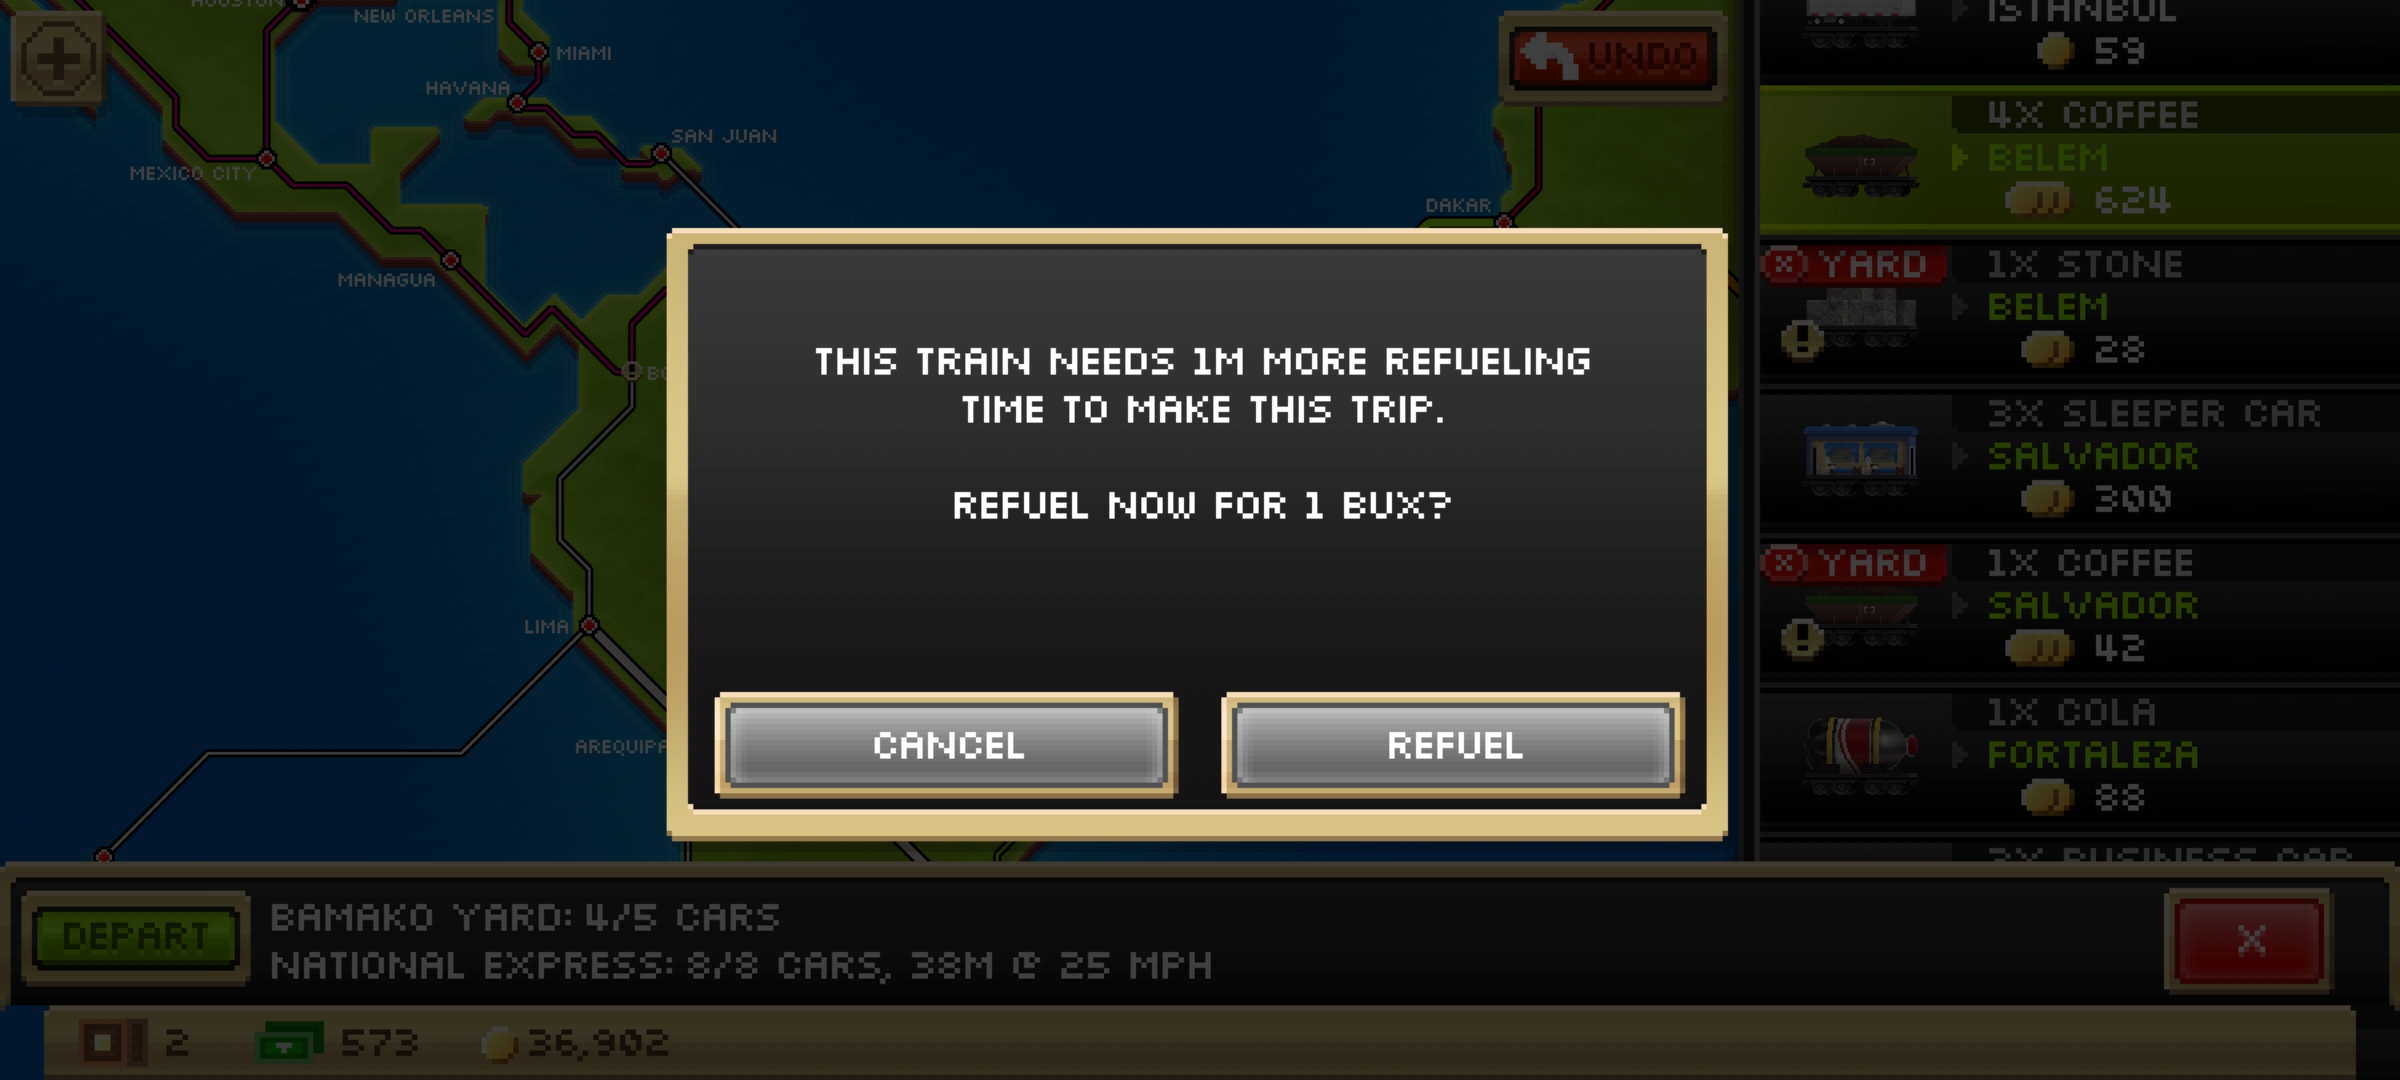 HOUSTON
NEW ORLEANS
MIAMI
HAVANA
SAN JUAN
MEXICO CITY
MANAGUA
DAKAR
LIMA
UNDO
ISTANBUL
59
4X COFFEE
BELEM
624
YARD
1X STONE
BELEM
28
3X SLEEPER CAR
SALVADOR
300
YARD
1X COFFEE
SALVADOR
42
1X COLA
FORTALEZA
88
BUSINESS CAR
THIS TRAIN NEEDS 1M MORE REFUELING
TIME TO MAKE THIS TRIP.
REFUEL NOW FOR 1 BUX?
CANCEL
REFUEL
DEPART
BAMAKO YARD: 4/5 CARS
NATIONAL EXPRESS: 8/8 CARS, 38M @ 25 MPH
X
2
573
36,902